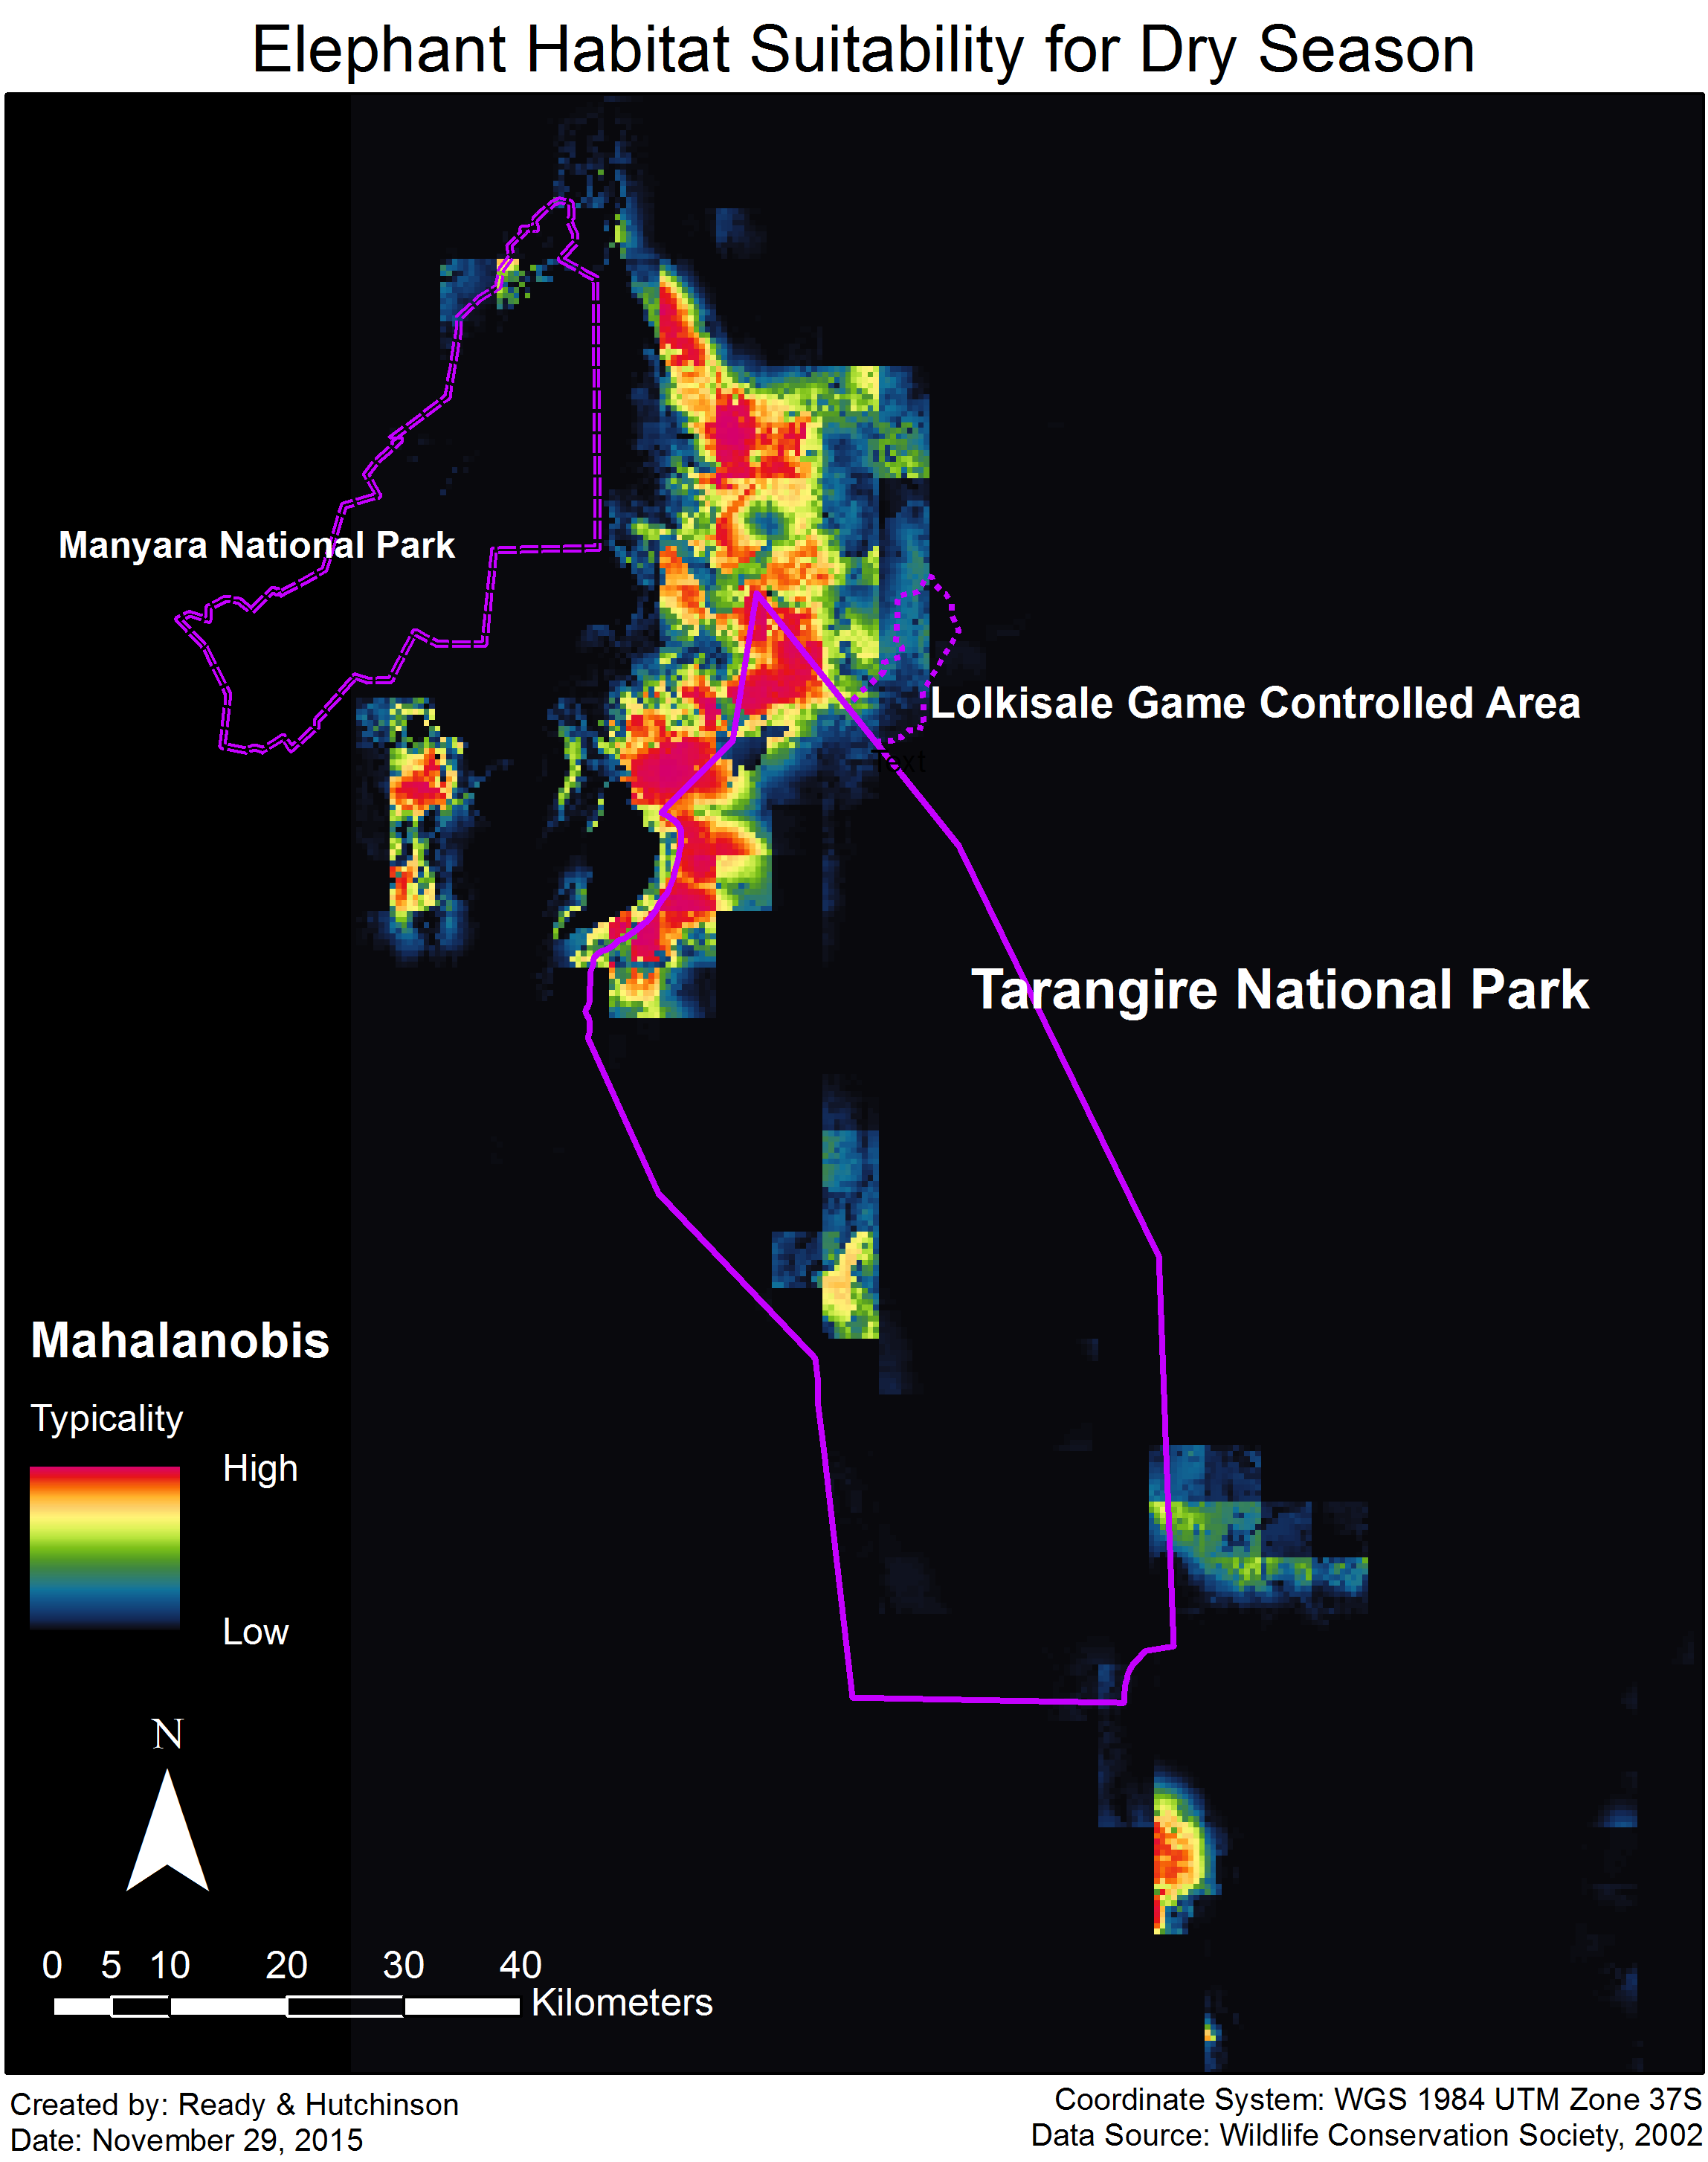 Elephant Habitat Suitability for Dry Season
Manyara National Park
Lolkisale Game Controlled Area
Tarangire National Park
Mahalanobis
Typicality
High
Low
N
0 5 10 20 30 40
Kilometers
Created by: Ready & Hutchinson
Date: November 29, 2015
Coordinate System: WGS 1984 UTM Zone 37S
Data Source: Wildlife Conservation Society, 2002